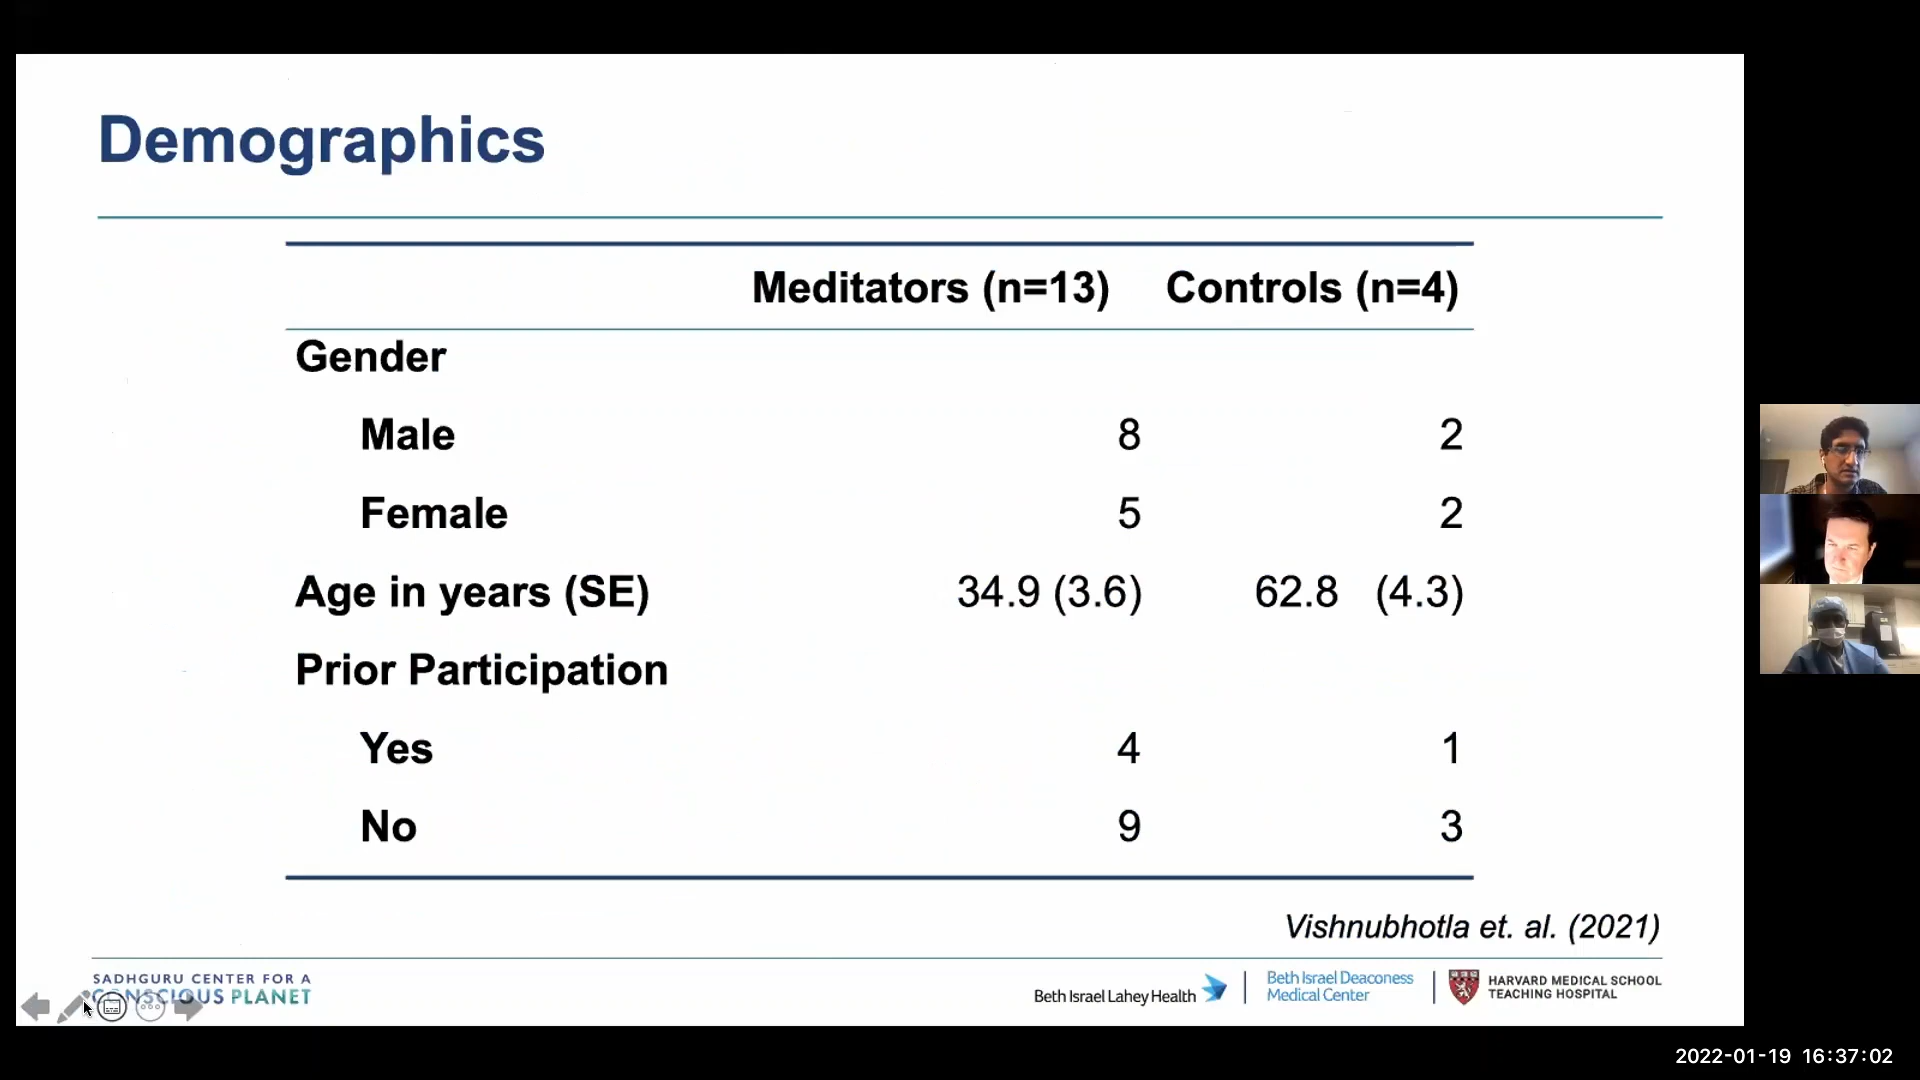 Demographics
Meditators (n=13) Controls (n=4)
Gender
Male 8 2
Female 5 2
Age in years (SE) 34.9 (3.6) 62.8 (4.3)
Prior Participation
Yes 4 1
No 9 3
Vishnubhotla et. al. (2021)
SADHGURU CENTER FOR A
CONSCIOUS PLANET
Beth Israel Lahey Health
Beth Israel Deaconess
Medical Center
HARVARD MEDICAL SCHOOL
TEACHING HOSPITAL
2022-01-19 16:37:02